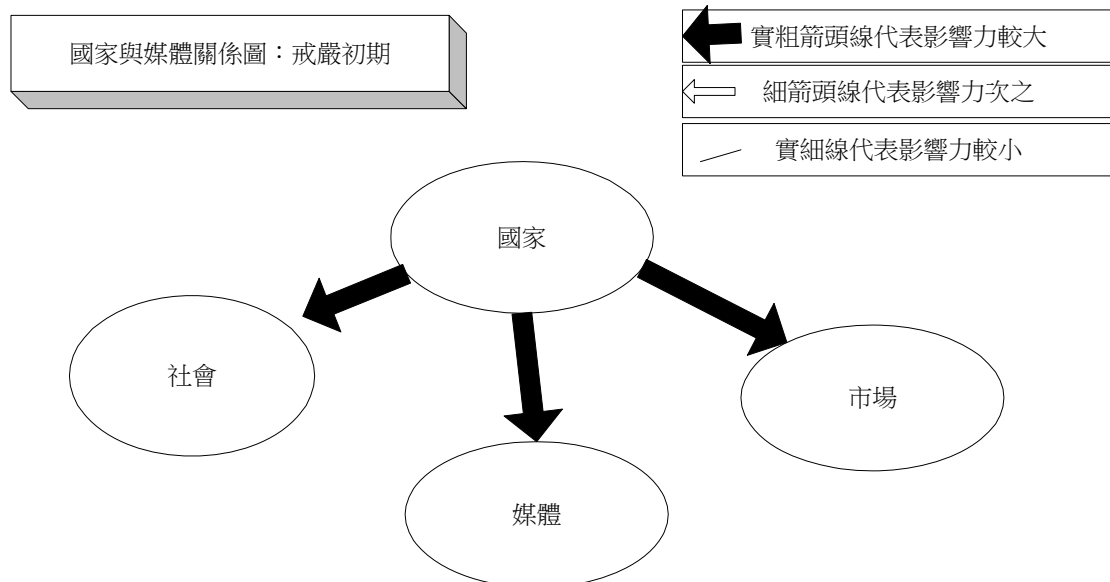 國家與媒體關係圖：戒嚴初期
實粗箭頭線代表影響力較大
細箭頭線代表影響力次之
實細線代表影響力較小
國家
社會
市場
媒體